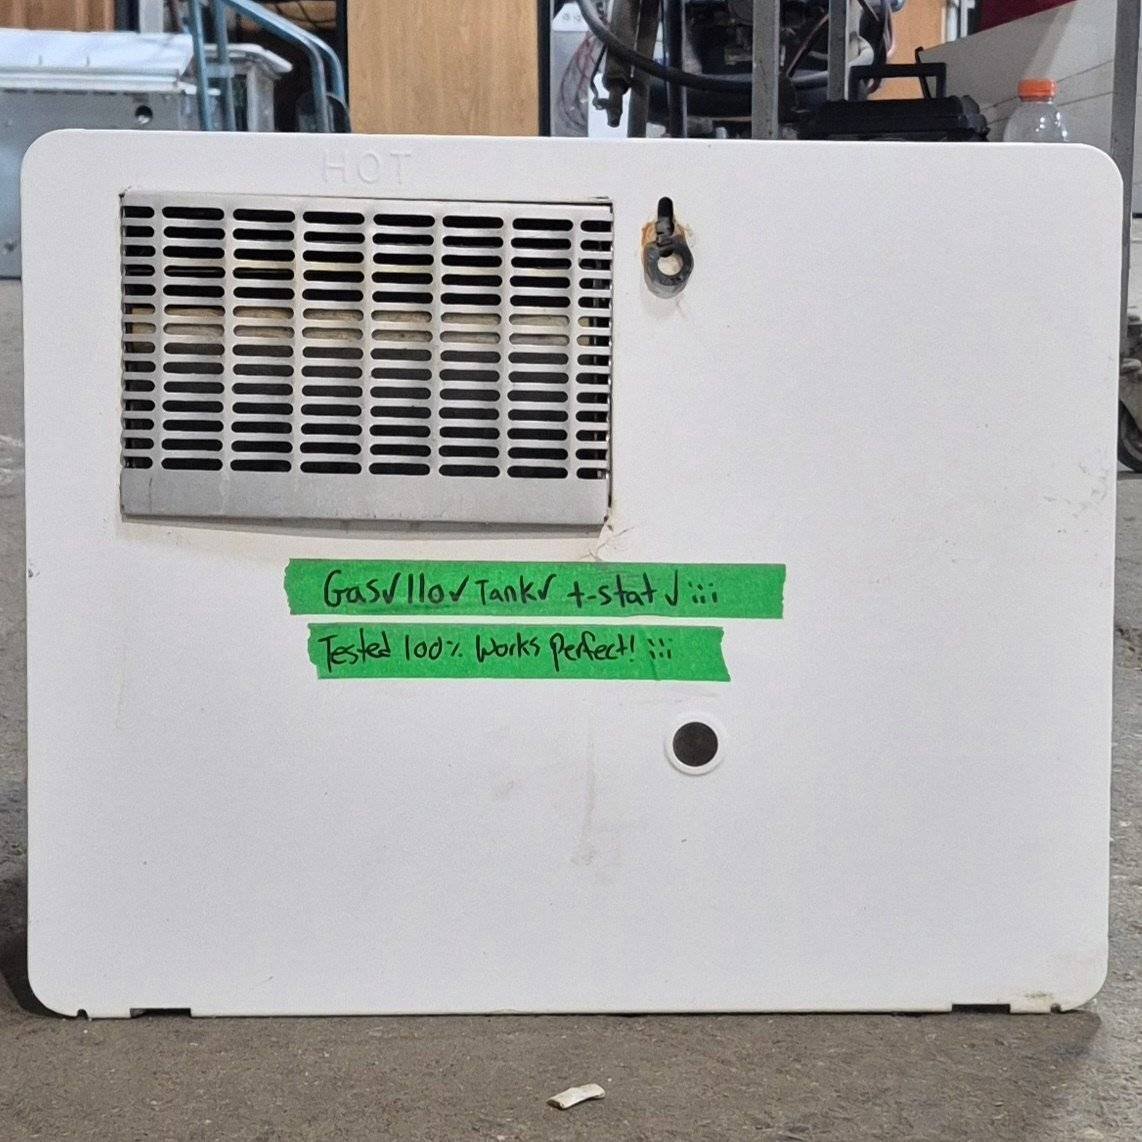 HOT
Gas✓110✓Tank✓ t-stat✓:::
Tested 100% Works perfect! :::